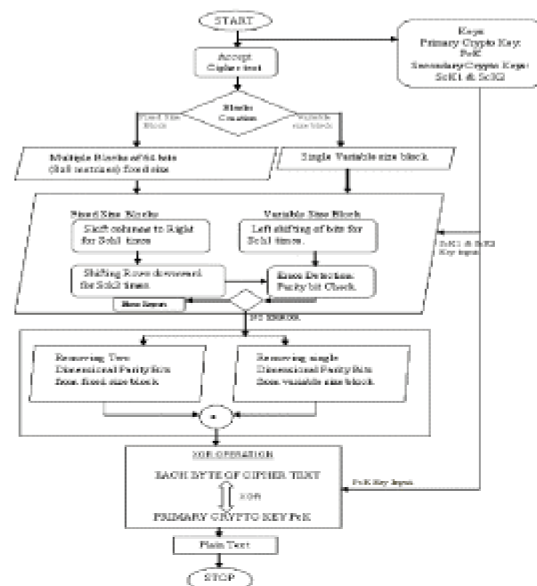 START
Keys
Primary Crypto Key:
PcK
Secondary Crypto Keys:
ScK1 & ScK2
Accept
Cipher text
Fixed Size
Block
Blocks
Creation
Variable
size block
Multiple Blocks of 64 bits
(8x8 matrices) fixed size
Single Variable size block
Fixed Size Blocks
Variable Size Block
Shift columns to Right
for Sck1 times
Left shifting of bits for
Sck1 times.
ScK1 & ScK2
Key input
Shifting Rows downward
for Sck2 times
Error Detection:
Parity bit Check
NO ERROR
Removing Two
Dimensional Parity Bits
from fixed size block
Removing single
Dimensional Parity Bits
from variable size block
XOR OPERATION
EACH BYTE OF CIPHER TEXT
XOR
PRIMARY CRYPTO KEY PcK
PcK Key Input
Plain Text
STOP